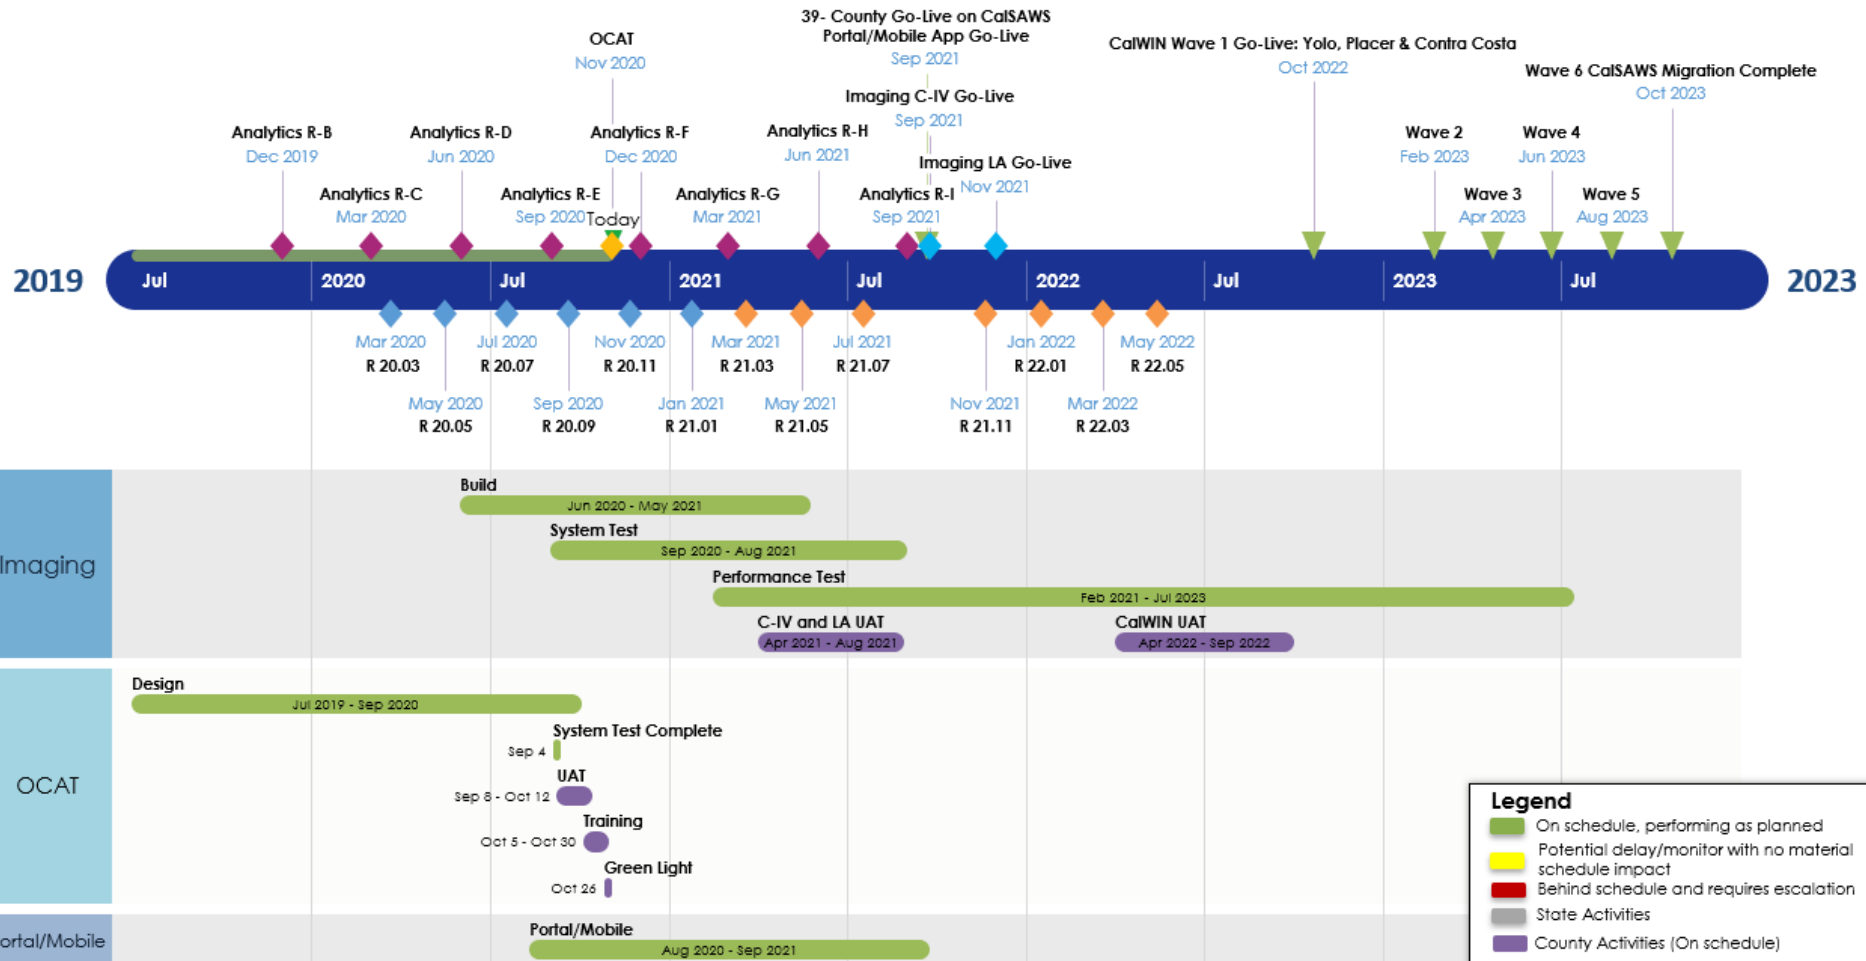 39- County Go-Live on CalSAWS
Portal/Mobile App Go-Live
Sep 2021
OCAT
Nov 2020
CalWIN Wave 1 Go-Live: Yolo, Placer & Contra Costa
Oct 2022
Wave 6 CalSAWS Migration Complete
Oct 2023
Imaging C-IV Go-Live
Sep 2021
Analytics R-B
Dec 2019
Analytics R-D
Jun 2020
Analytics R-F
Dec 2020
Analytics R-H
Jun 2021
Wave 2
Feb 2023
Wave 4
Jun 2023
Imaging LA Go-Live
Nov 2021
Analytics R-C
Mar 2020
Analytics R-E
Sep 2020
Today
Analytics R-G
Mar 2021
Analytics R-I
Sep 2021
Wave 3
Apr 2023
Wave 5
Aug 2023
2019
Jul
2020
Jul
2021
Jul
2022
Jul
2023
Jul
2023
Mar 2020
R 20.03
Jul 2020
R 20.07
Nov 2020
R 20.11
Mar 2021
R 21.03
Jul 2021
R 21.07
Jan 2022
R 22.01
May 2022
R 22.05
May 2020
R 20.05
Sep 2020
R 20.09
Jan 2021
R 21.01
May 2021
R 21.05
Nov 2021
R 21.11
Mar 2022
R 22.03
Imaging
Build
Jun 2020 - May 2021
System Test
Sep 2020 - Aug 2021
Performance Test
Feb 2021 - Jul 2023
C-IV and LA UAT
Apr 2021 - Aug 2021
CalWIN UAT
Apr 2022 - Sep 2022
OCAT
Design
Jul 2019 - Sep 2020
System Test Complete
Sep 4
UAT
Sep 8 - Oct 12
Training
Oct 5 - Oct 30
Green Light
Oct 26
ortal/Mobile
Portal/Mobile
Aug 2020 - Sep 2021
Legend
On schedule, performing as planned
Potential delay/monitor with no material
schedule impact
Behind schedule and requires escalation
State Activities
County Activities (On schedule)